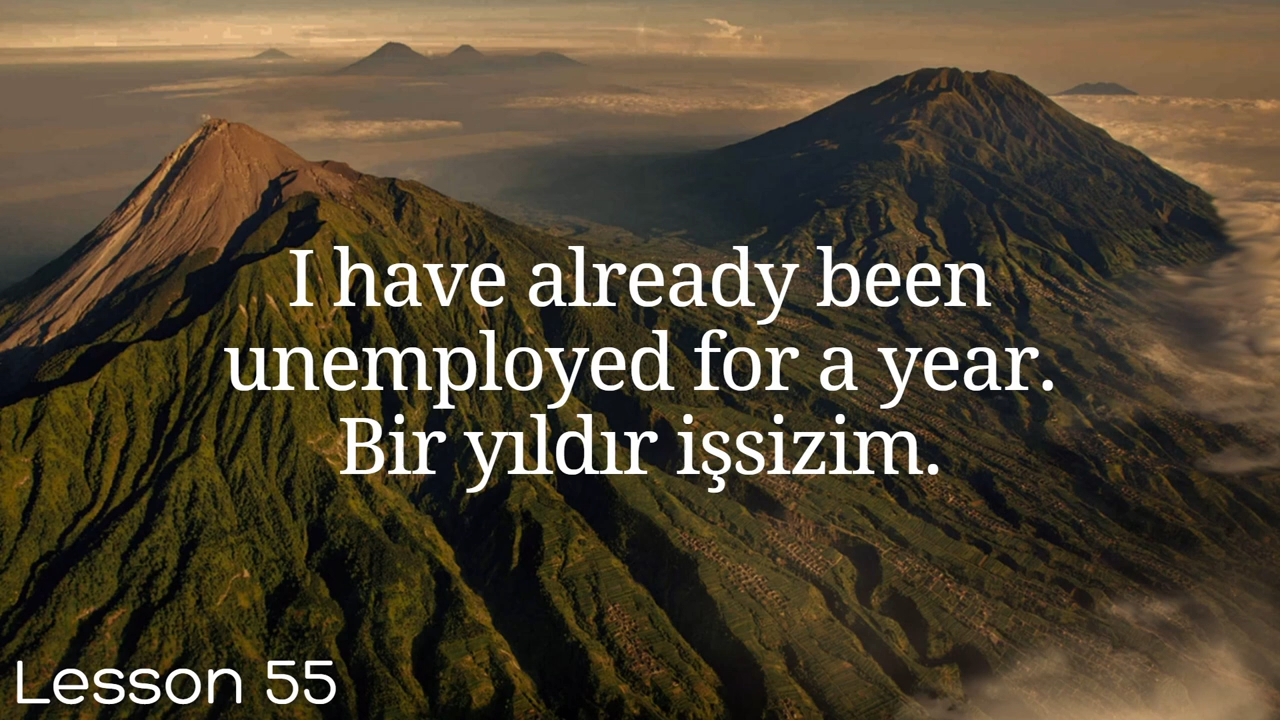 I have already been
unemployed for a year.
Bir yıldır işsizim.
Lesson 55